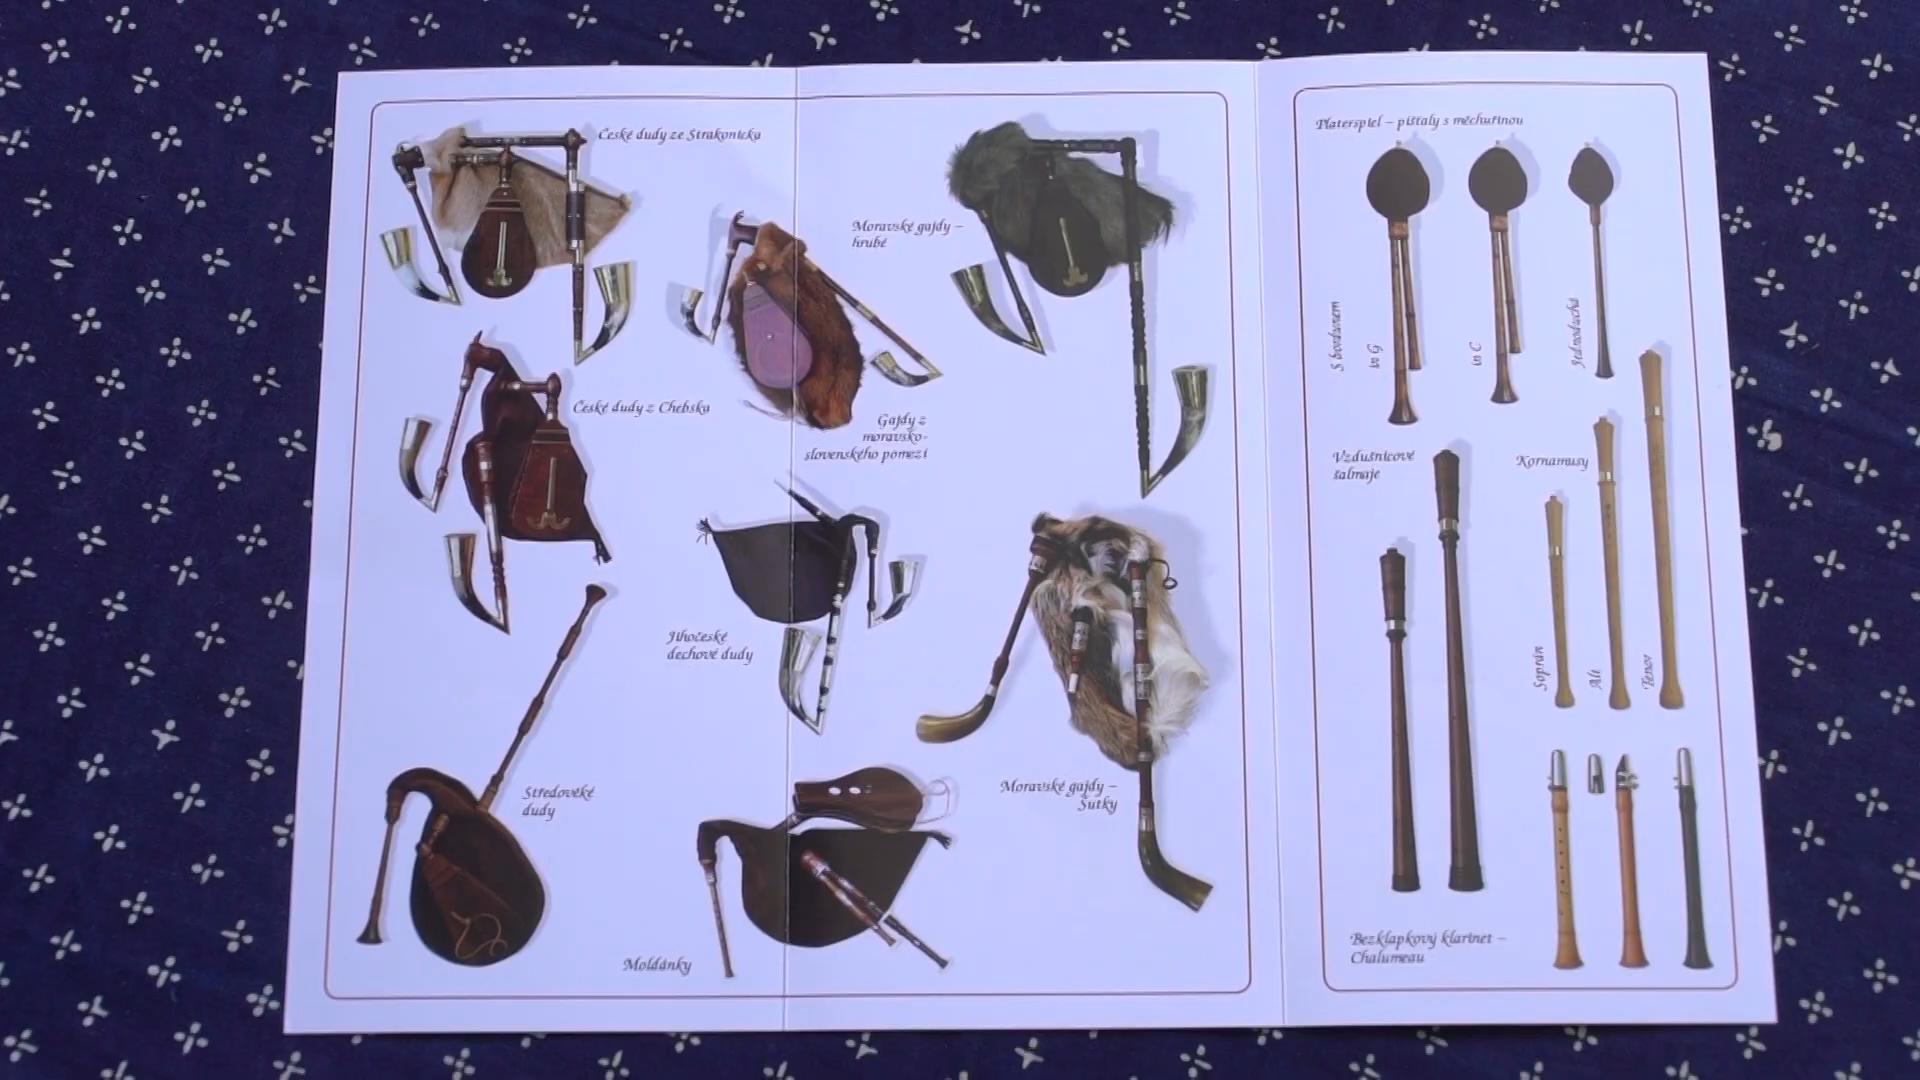 České dudy ze Strakonicka
Moravské gajdy –
hrubé
České dudy z Chebska
Gajdy z
moravsko-
slovenského pomezí
Jihočeské
dechové dudy
Středověké
dudy
Moravské gajdy –
Sutky
Moldánky
Platerspiel – píšťaly s měchuřinou
S bordunem
in G
in C
Jednoduchá
Vzdušnicové
šalmaje
Kornamusy
Soprán
Alt
Tenor
Bezklapkový klarinet –
Chalumeau